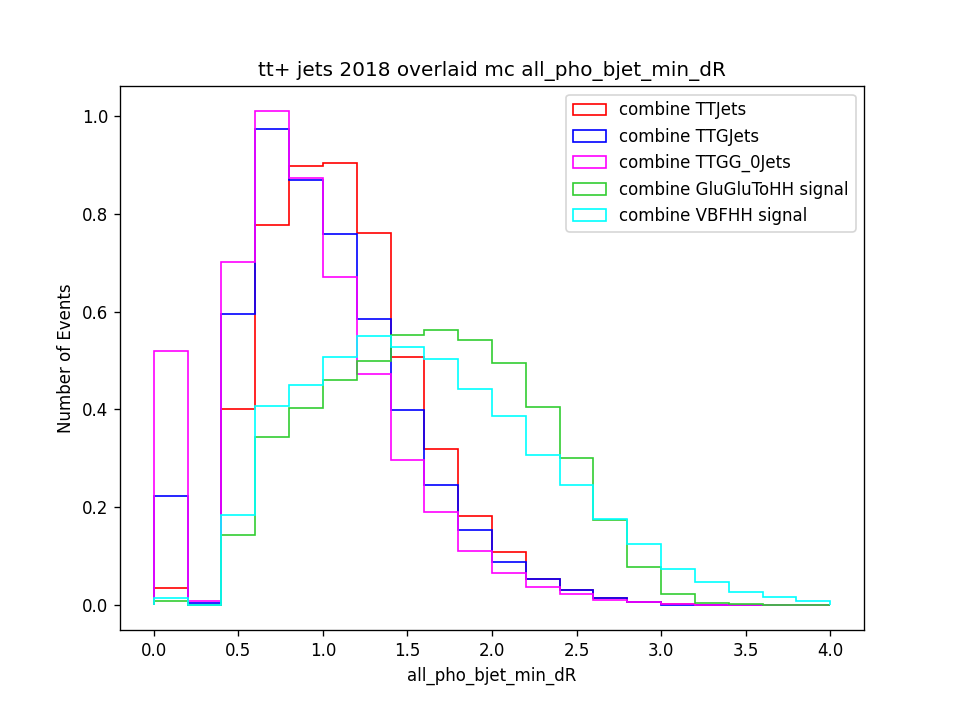 tt+ jets 2018 overlaid mc all_pho_bjet_min_dR
combine TTJets
combine TTGJets
combine TTGG_0Jets
combine GluGluToHH signal
combine VBFHH signal
Number of Events
1.0
0.8
0.6
0.4
0.2
0.0
0.0 0.5 1.0 1.5 2.0 2.5 3.0 3.5 4.0
all_pho_bjet_min_dR